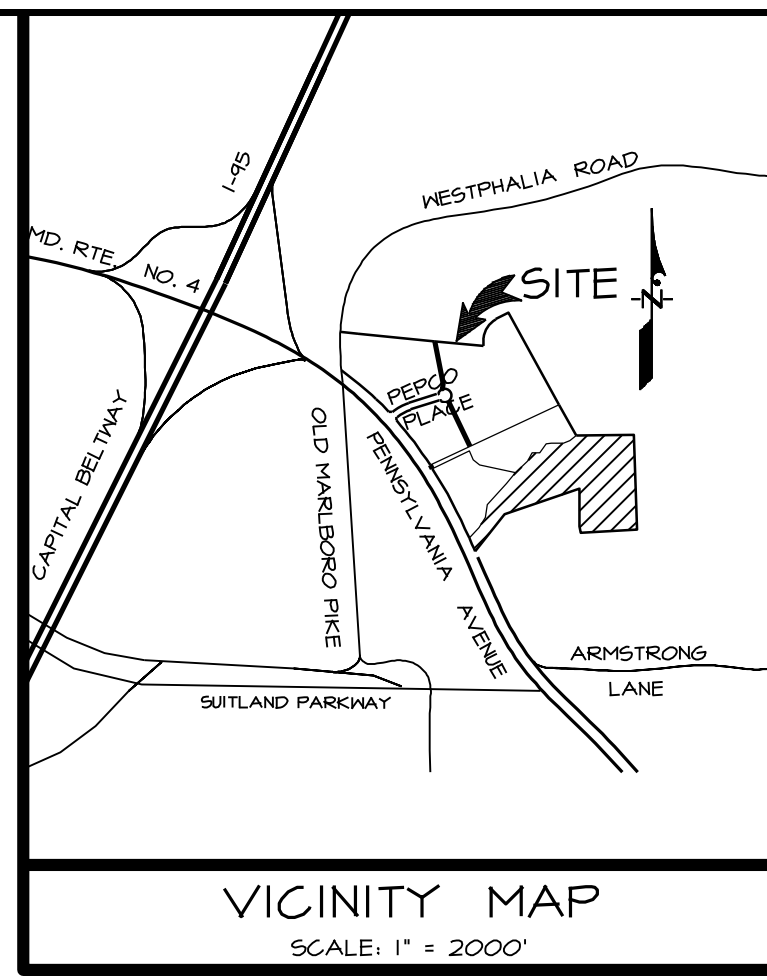 I-95
WESTPHALIA ROAD
MD. RTE. NO. 4
SITE
N
PEPCO
PLACE
CAPITAL BELTWAY
OLD MARLBORO PIKE
PENNSYLVANIA AVENUE
ARMSTRONG
LANE
SUITLAND PARKWAY
VICINITY MAP
SCALE: 1" = 2000'